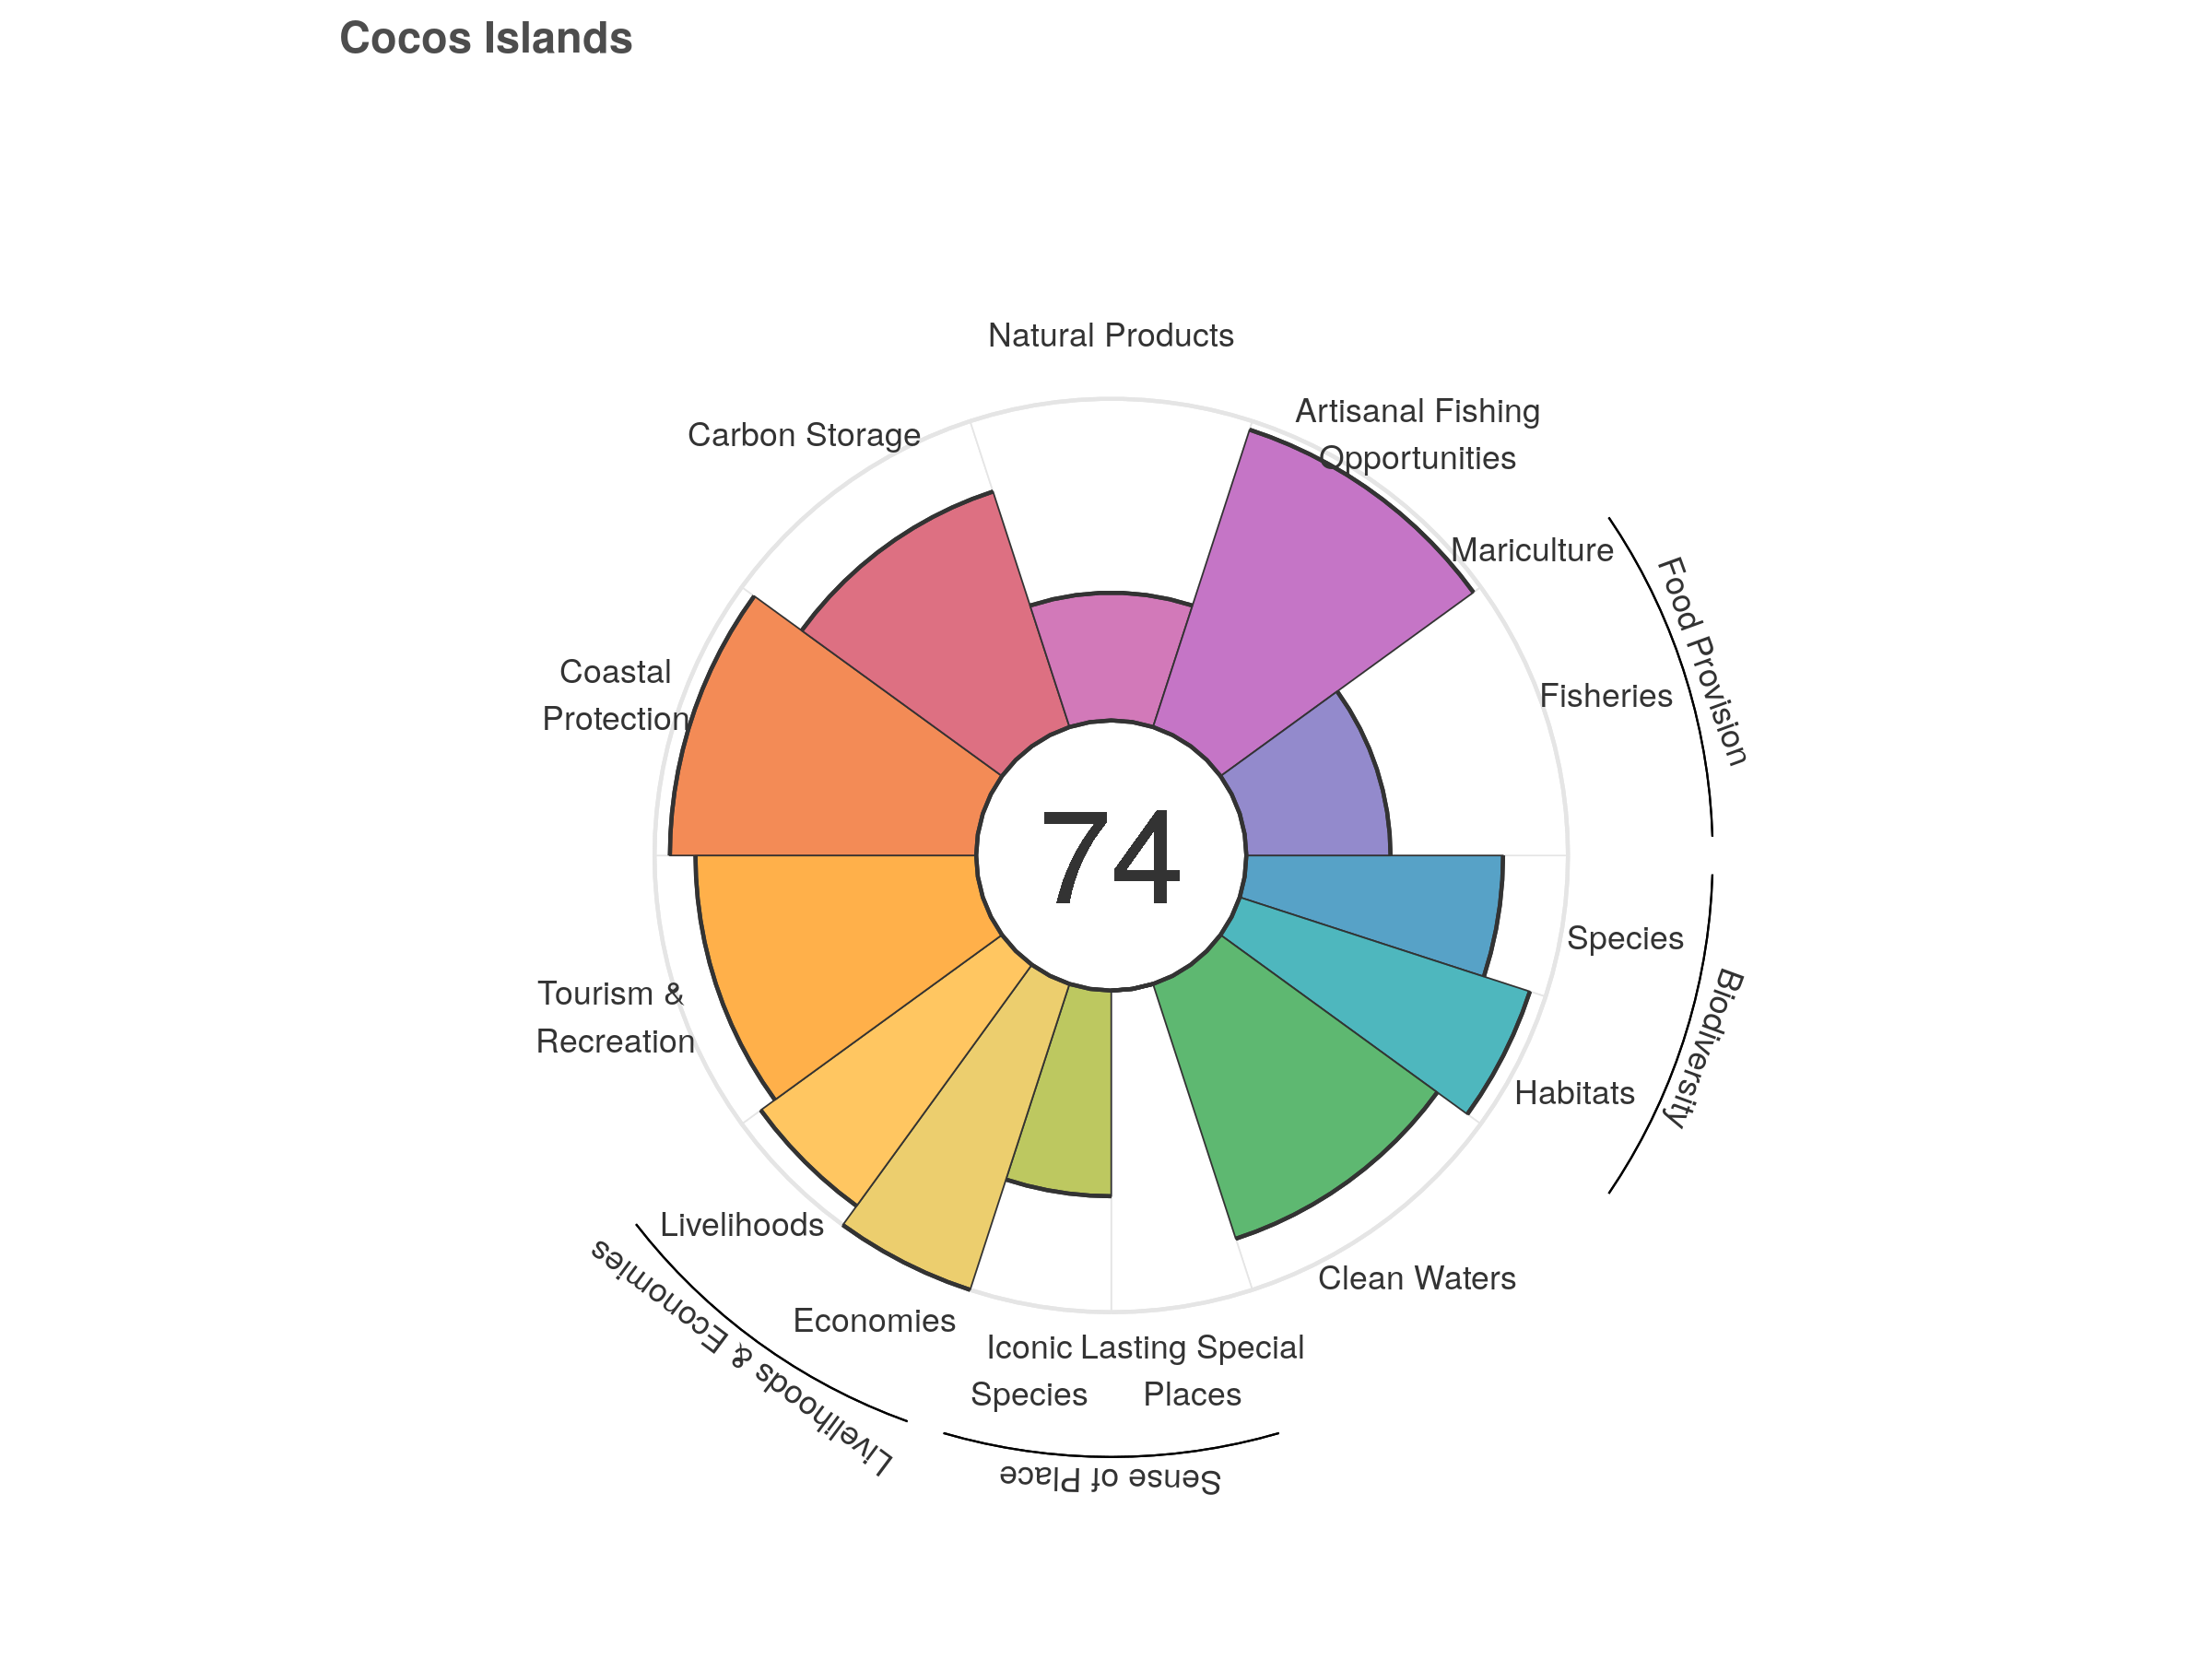 Cocos Islands
Natural Products
Artisanal Fishing
Opportunities
Carbon Storage
Mariculture
Food Provision
Fisheries
Coastal
Protection
74
Species
Biodiversity
Tourism &
Recreation
Habitats
Livelihoods
Clean Waters
Livelihoods & Economies
Economies
Iconic
Species
Lasting Special
Places
Sense of Place